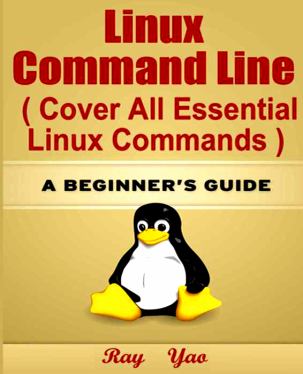 Linux
Command Line
( Cover All Essential
Linux Commands )
A BEGINNER'S GUIDE
Ray Yao